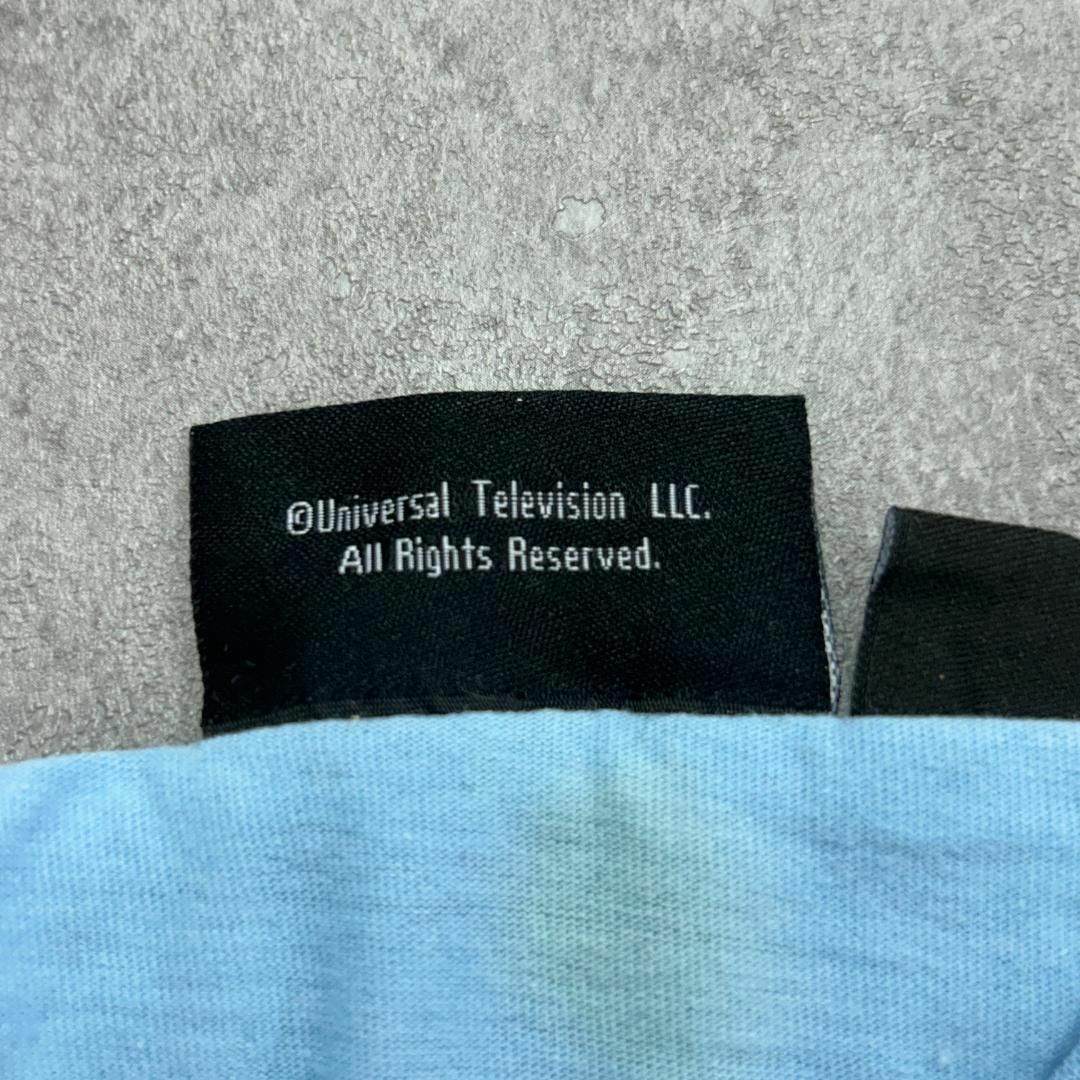 ©Universal Television LLC.
All Rights Reserved.